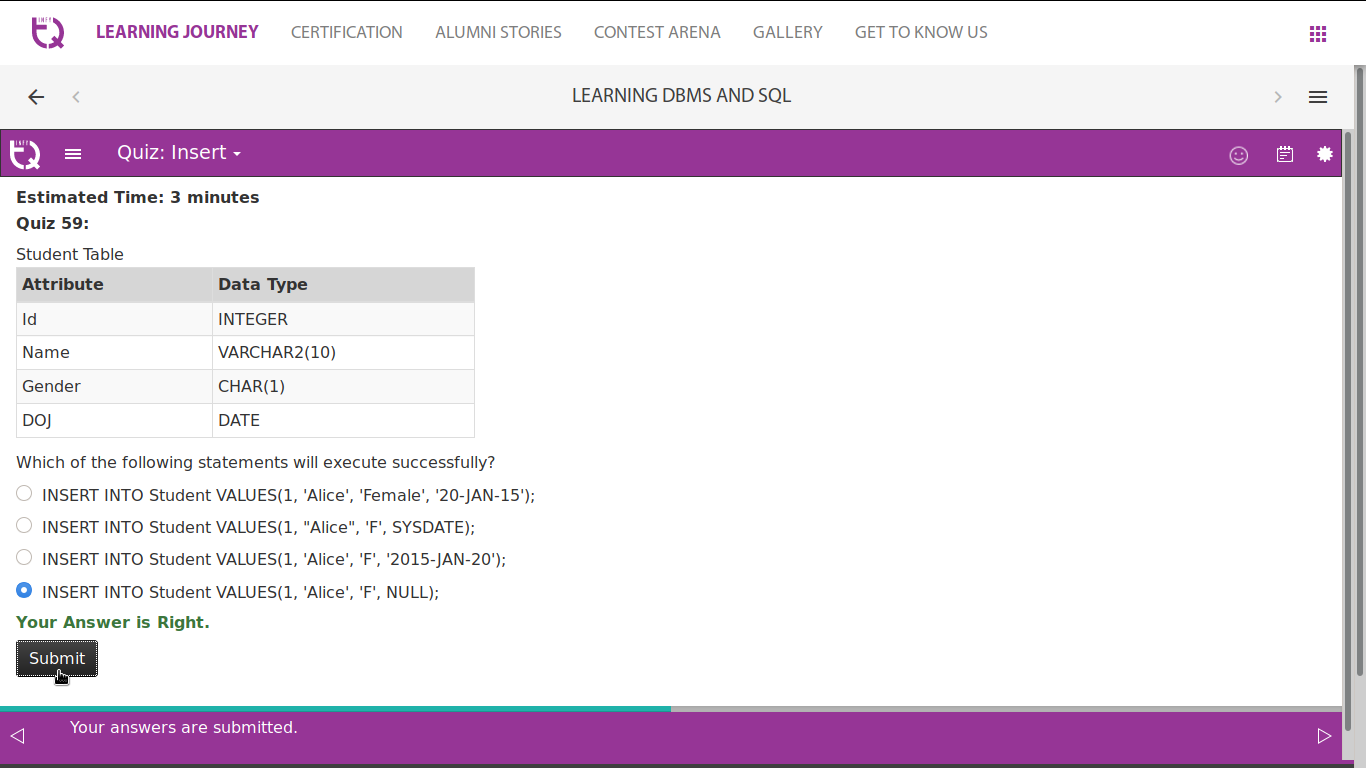 INFY
TQ
LEARNING JOURNEY CERTIFICATION ALUMNI STORIES CONTEST ARENA GALLERY GET TO KNOW US
LEARNING DBMS AND SQL
INFY
TQ
Quiz: Insert
Estimated Time: 3 minutes
Quiz 59:
Student Table
Attribute Data Type
Id INTEGER
Name VARCHAR2(10)
Gender CHAR(1)
DOJ DATE
Which of the following statements will execute successfully?
INSERT INTO Student VALUES(1, 'Alice', 'Female', '20-JAN-15');
INSERT INTO Student VALUES(1, "Alice", 'F', SYSDATE);
INSERT INTO Student VALUES(1, 'Alice', 'F', '2015-JAN-20');
INSERT INTO Student VALUES(1, 'Alice', 'F', NULL);
Your Answer is Right.
Submit
Your answers are submitted.